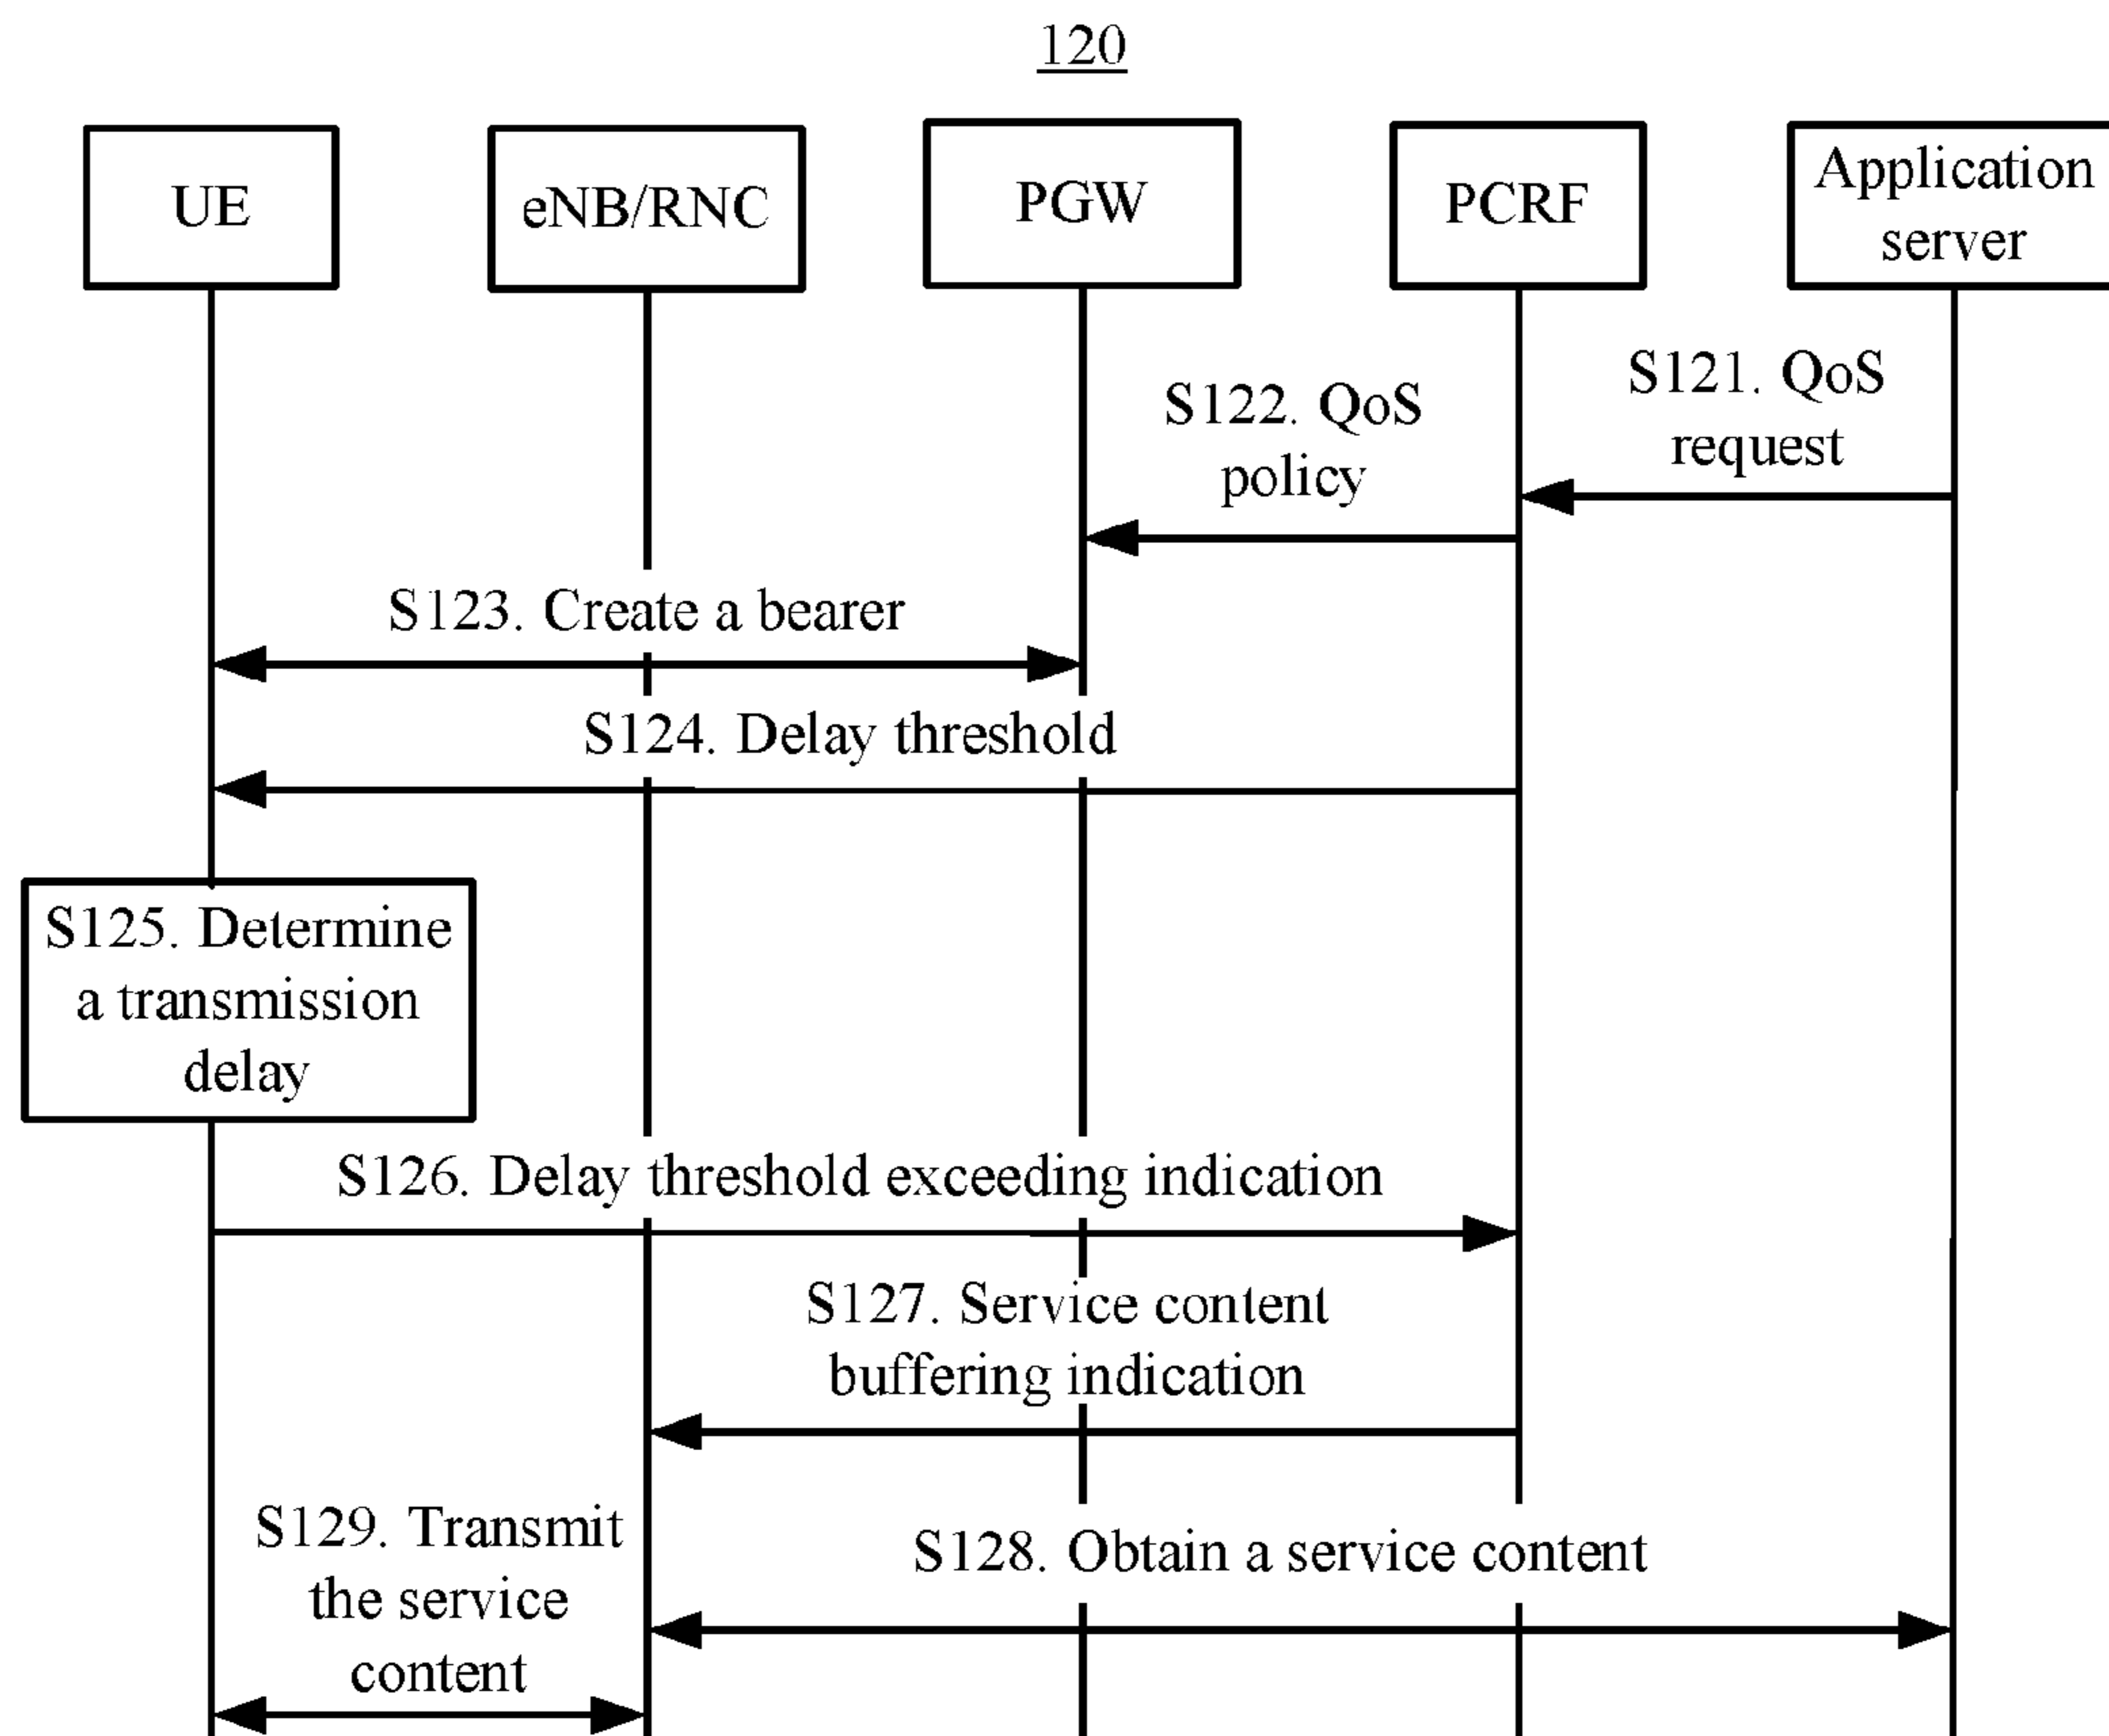 120
UE
eNB/RNC
PGW
PCRF
Application
server
S121. QoS
request
S122. QoS
policy
S123. Create a bearer
S124. Delay threshold
S125. Determine
a transmission
delay
S126. Delay threshold exceeding indication
S127. Service content
buffering indication
S128. Obtain a service content
S129. Transmit
the service
content